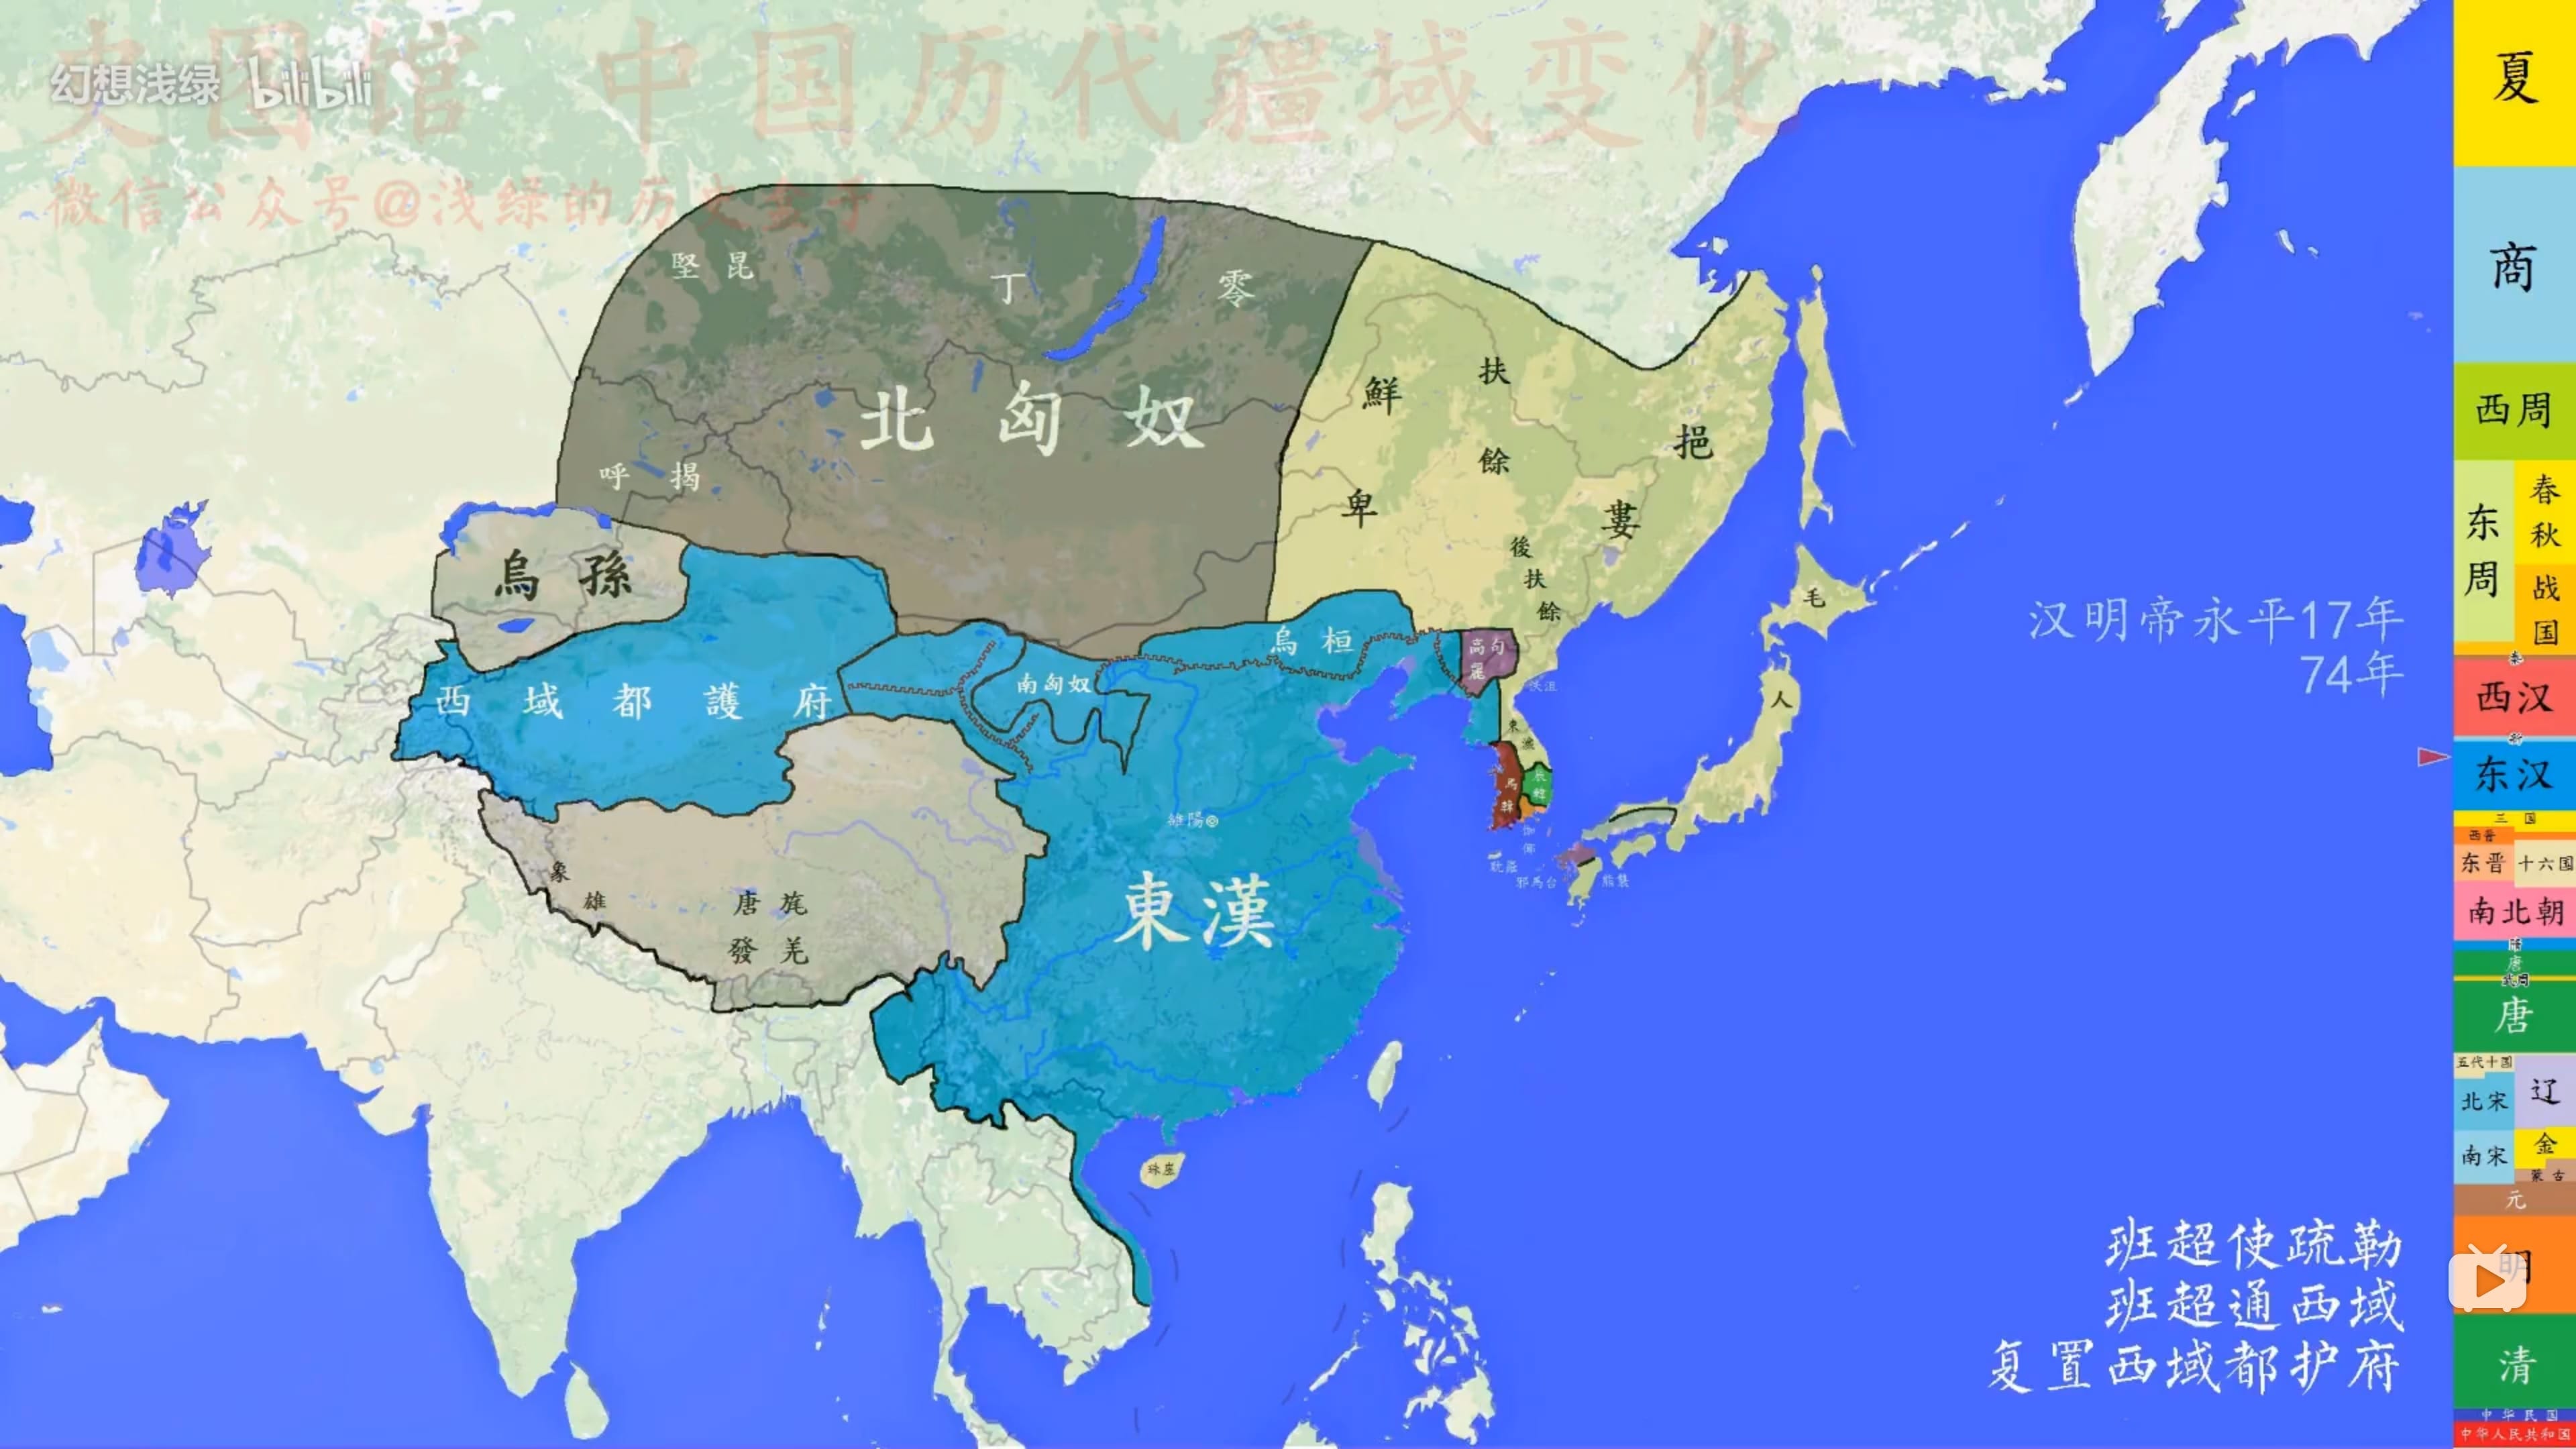 史图馆 中国历代疆域变化
幻想浅绿 bilibili
微信公众号@浅绿的历史
堅昆
丁零
北匈奴
呼揭
烏孫
鮮卑
扶餘
挹婁
後扶餘
烏桓
高句麗
沃沮
東濊
馬韓
辰韓
南匈奴
西域都護府
雒陽
東漢
象雄
唐旄
發羌
珠崖
毛人
邪馬台
汉明帝永平17年
74年
班超使疏勒
班超通西域
复置西域都护府
夏
商
西周
东周
春秋
战国
秦
西汉
新
东汉
三国
西晋
东晋
十六国
南北朝
隋
唐
武周
唐
五代十国
辽
北宋
南宋
金
蒙古
元
明
清
中华民国
中华人民共和国